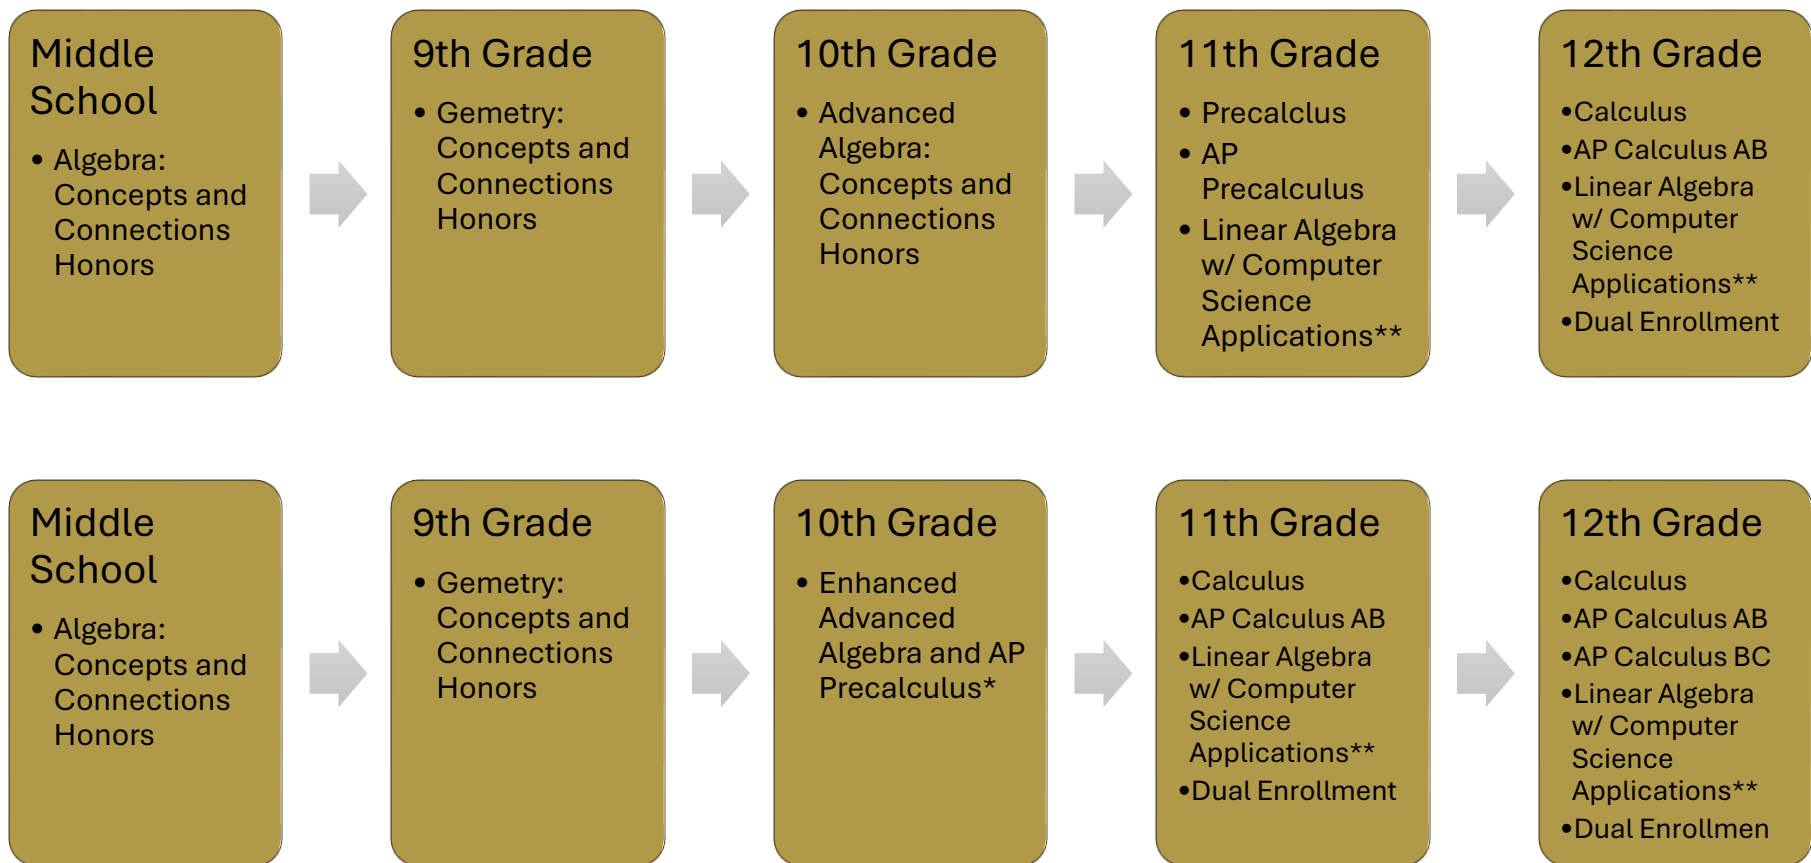 Middle
School
• Algebra:
Concepts and
Connections
Honors
9th Grade
• Gemetry:
Concepts and
Connections
Honors
10th Grade
• Advanced
Algebra:
Concepts and
Connections
Honors
11th Grade
• Precalclus
• AP
Precalculus
• Linear Algebra
w/ Computer
Science
Applications**
12th Grade
•Calculus
•AP Calculus AB
•Linear Algebra
w/ Computer
Science
Applications**
•Dual Enrollment
Middle
School
• Algebra:
Concepts and
Connections
Honors
9th Grade
• Gemetry:
Concepts and
Connections
Honors
10th Grade
• Enhanced
Advanced
Algebra and AP
Precalculus*
11th Grade
•Calculus
•AP Calculus AB
•Linear Algebra
w/ Computer
Science
Applications**
•Dual Enrollment
12th Grade
•Calculus
•AP Calculus AB
•AP Calculus BC
•Linear Algebra
w/ Computer
Science
Applications**
•Dual Enrollmen